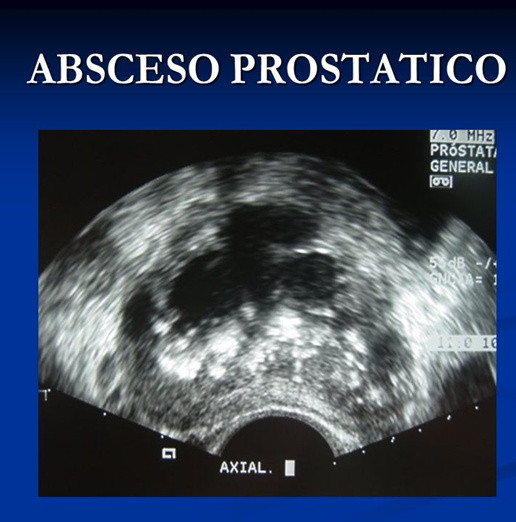 ABSCESO PROSTATICO
7.0 MHz
PRóSTATA
GENERAL
AXIAL.